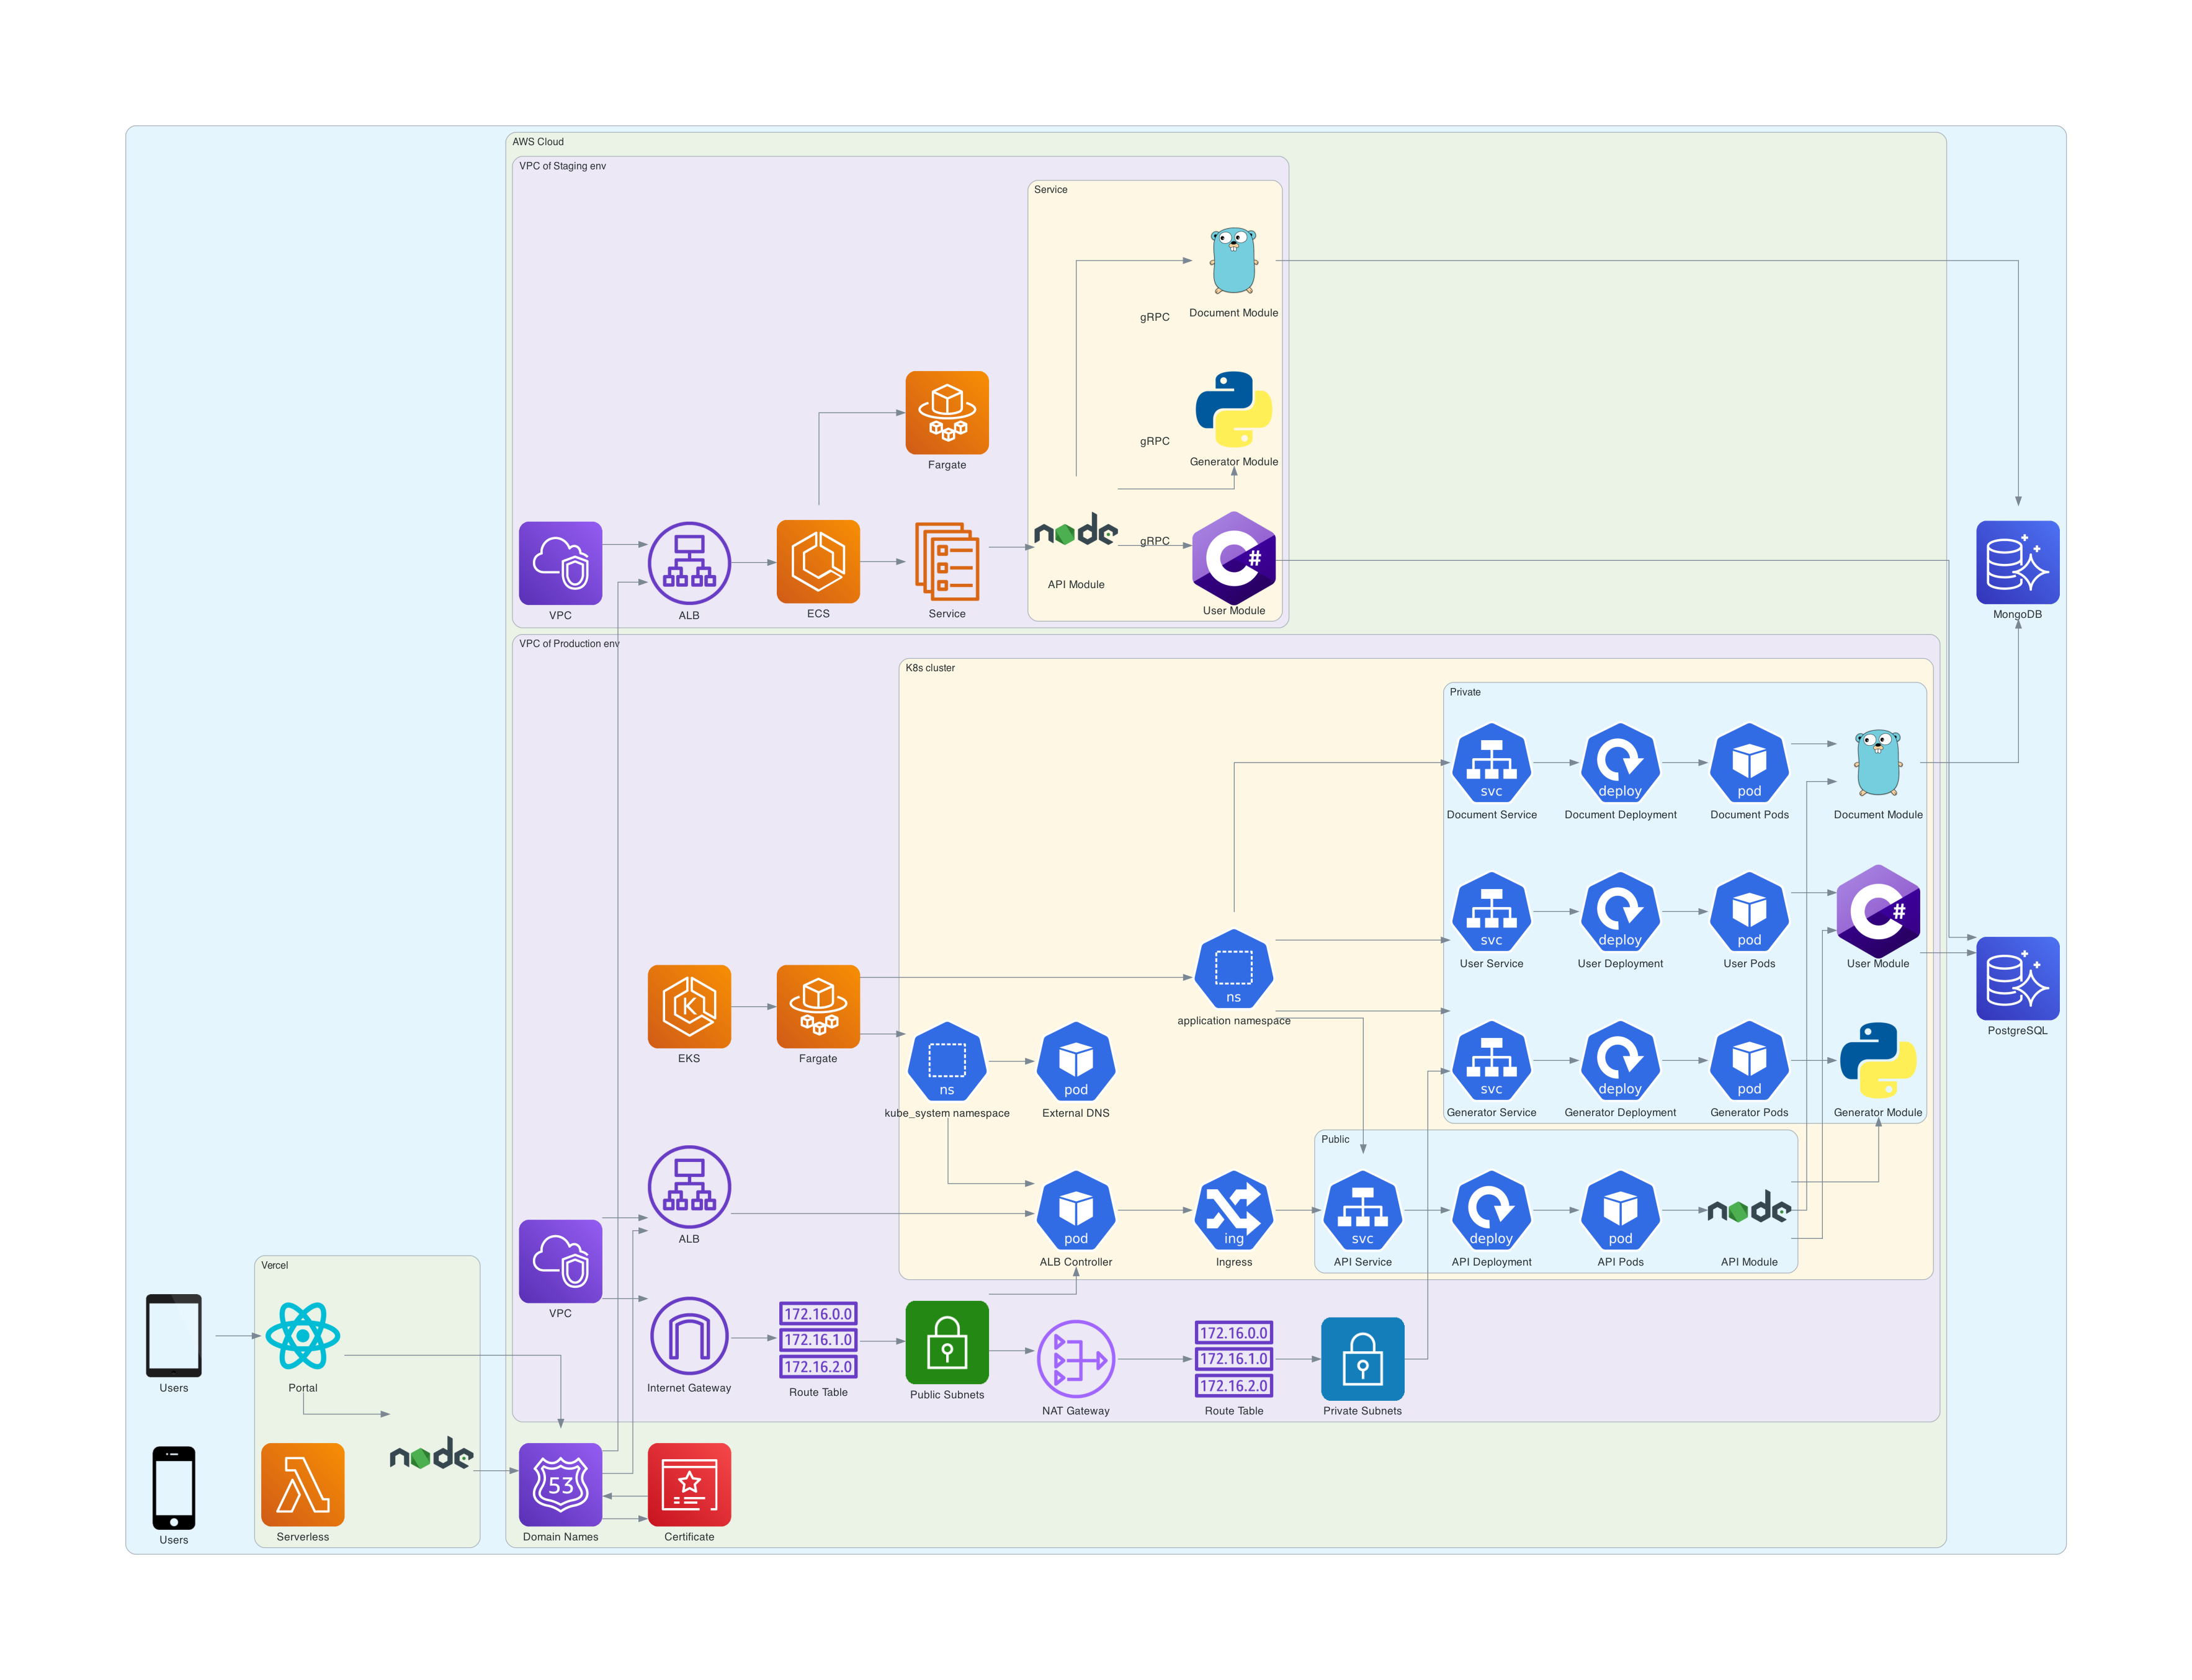 AWS Cloud
VPC of Staging env
Service
Document Module
gRPC
gRPC
Generator Module
Fargate
node
gRPC
C#
API Module
User Module
VPC
ALB
ECS
Service
MongoDB
VPC of Production env
K8s cluster
Private
svc
deploy
pod
Document Service
Document Deployment
Document Pods
Document Module
svc
deploy
pod
C#
User Service
User Deployment
User Pods
User Module
ns
application namespace
K
EKS
Fargate
PostgreSQL
ns
pod
kube_system namespace
External DNS
svc
deploy
pod
Generator Service
Generator Deployment
Generator Pods
Generator Module
Public
ALB
pod
ing
svc
deploy
pod
node
ALB Controller
Ingress
API Service
API Deployment
API Pods
API Module
Vercel
VPC
172.16.0.0
172.16.1.0
172.16.2.0
172.16.0.0
172.16.1.0
172.16.2.0
Users
Portal
Internet Gateway
Route Table
Public Subnets
NAT Gateway
Route Table
Private Subnets
node
53
Users
Serverless
Domain Names
Certificate